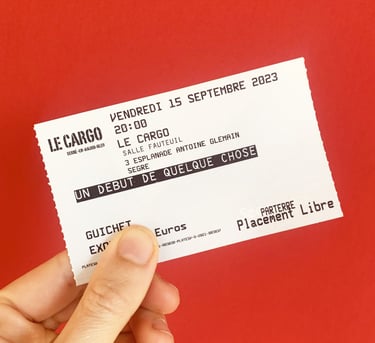 LE CARGO
VENDREDI 15 SEPTEMBRE 2023
20:00
LE CARGO
SALLE FAUTEUIL
3 ESPLANADE ANTOINE GLEMAIN
SEGRE
UN DEBUT DE QUELQUE CHOSE
GUICHET
EXO Euros
PARTERRE
Placement Libre